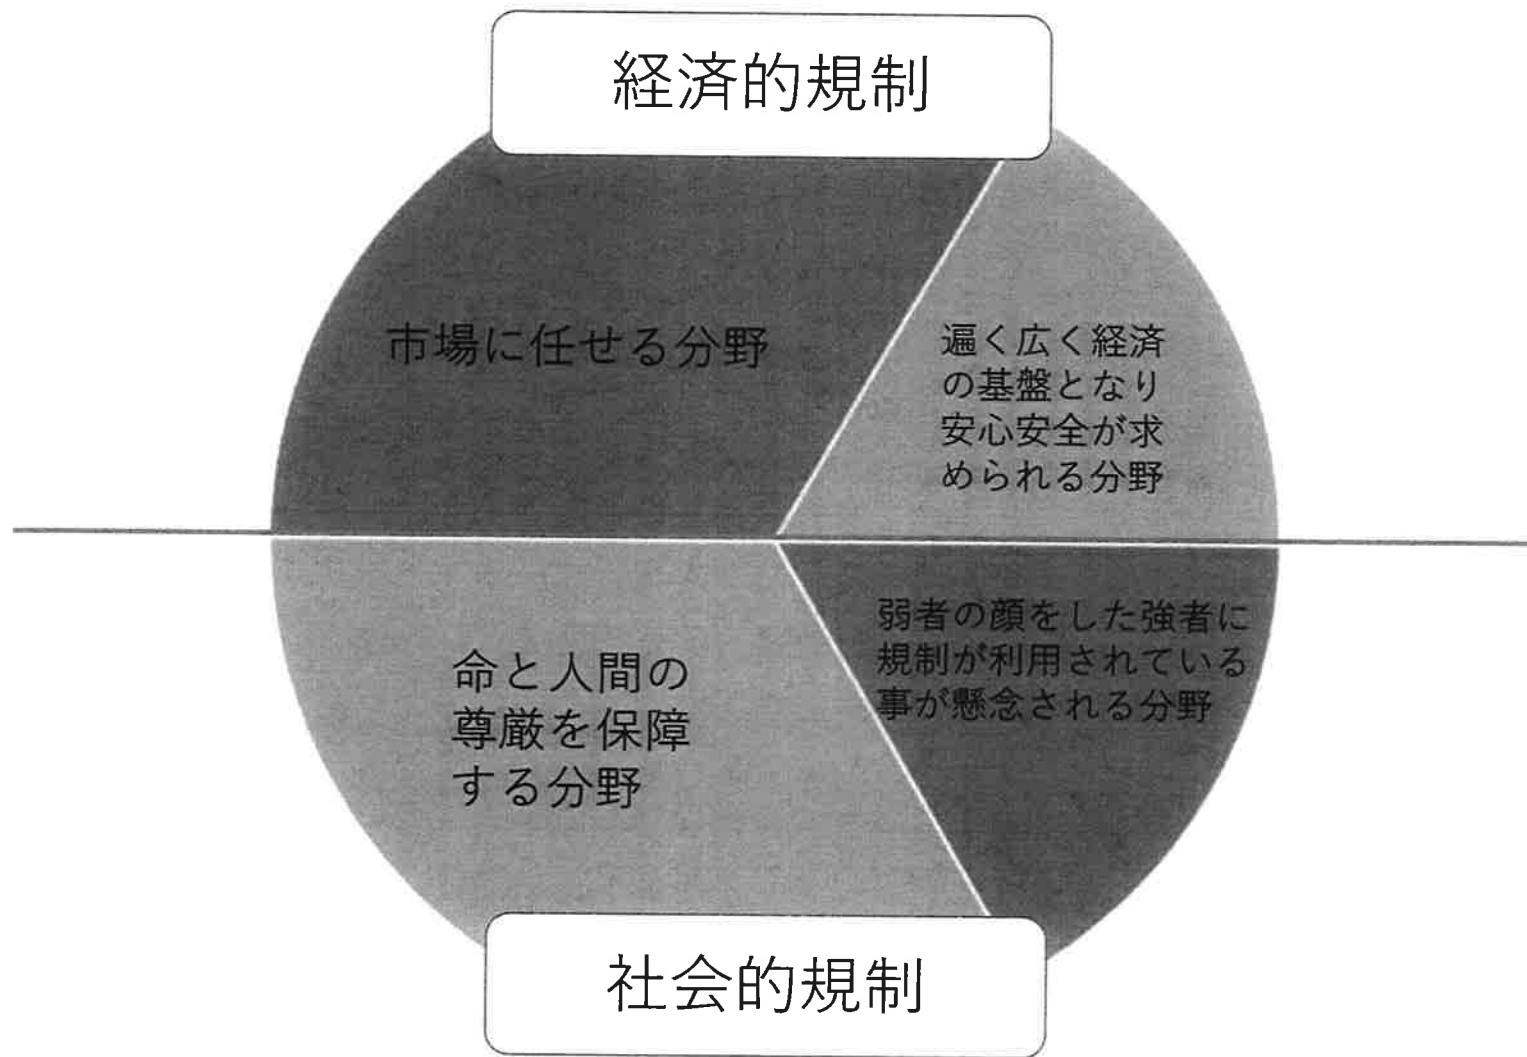 経済的規制
市場に任せる分野
遍く広く経済
の基盤となり
安心安全が求
められる分野
命と人間の
尊厳を保障
する分野
弱者の顔をした強者に
規制が利用されている
事が懸念される分野
社会的規制